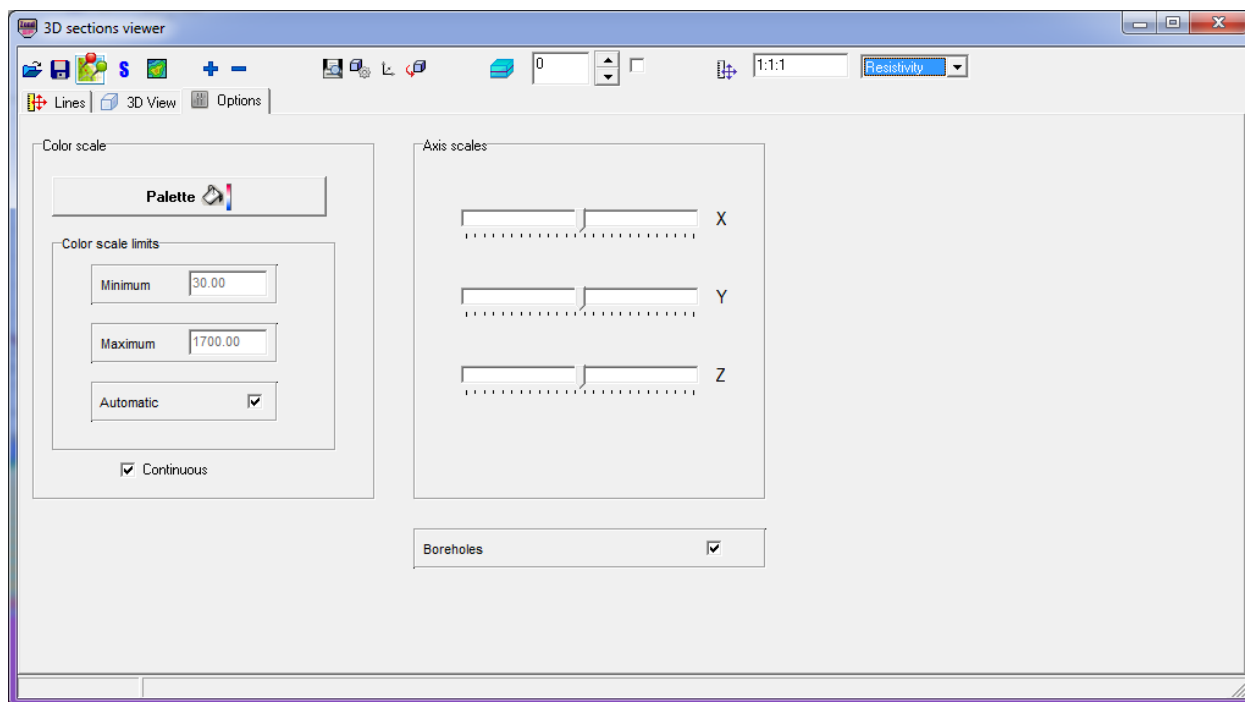 3D sections viewer
S 0 1:1:1 Resistivity
Lines 3D View Options
Color scale
Palette
Color scale limits
Minimum 30.00
Maximum 1700.00
Automatic
Continuous
Axis scales
X
Y
Z
Boreholes